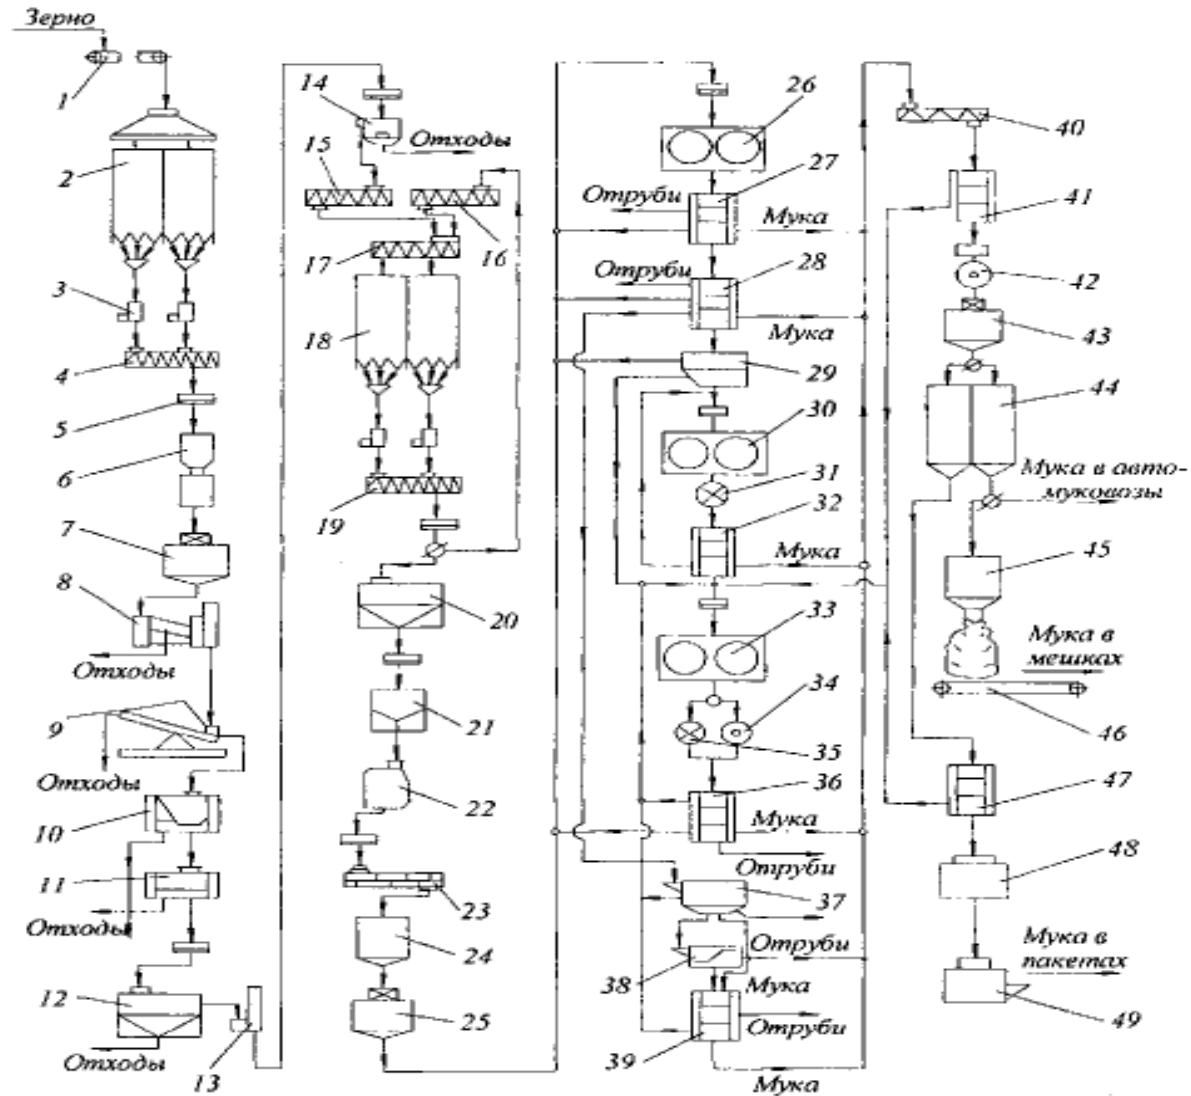 Зерно
1
2
3
4
5
6
7
8
Отходы
9
Отходы
10
11
Отходы
12
Отходы
13
14
Отходы
15
16
17
18
19
20
21
22
23
24
25
26
27
Отруби
Мука
28
Отруби
Мука
29
30
31
32
Мука
33
34
35
36
Мука
Отруби
37
Отруби
38
Мука
Отруби
39
Мука
40
41
42
43
44
Мука в авто-
муковозы
45
Мука в
мешках
46
47
48
Мука в
пакетах
49